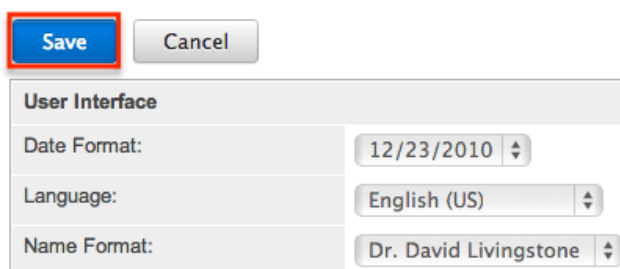 Save Cancel
User Interface
Date Format: 12/23/2010
Language: English (US)
Name Format: Dr. David Livingstone